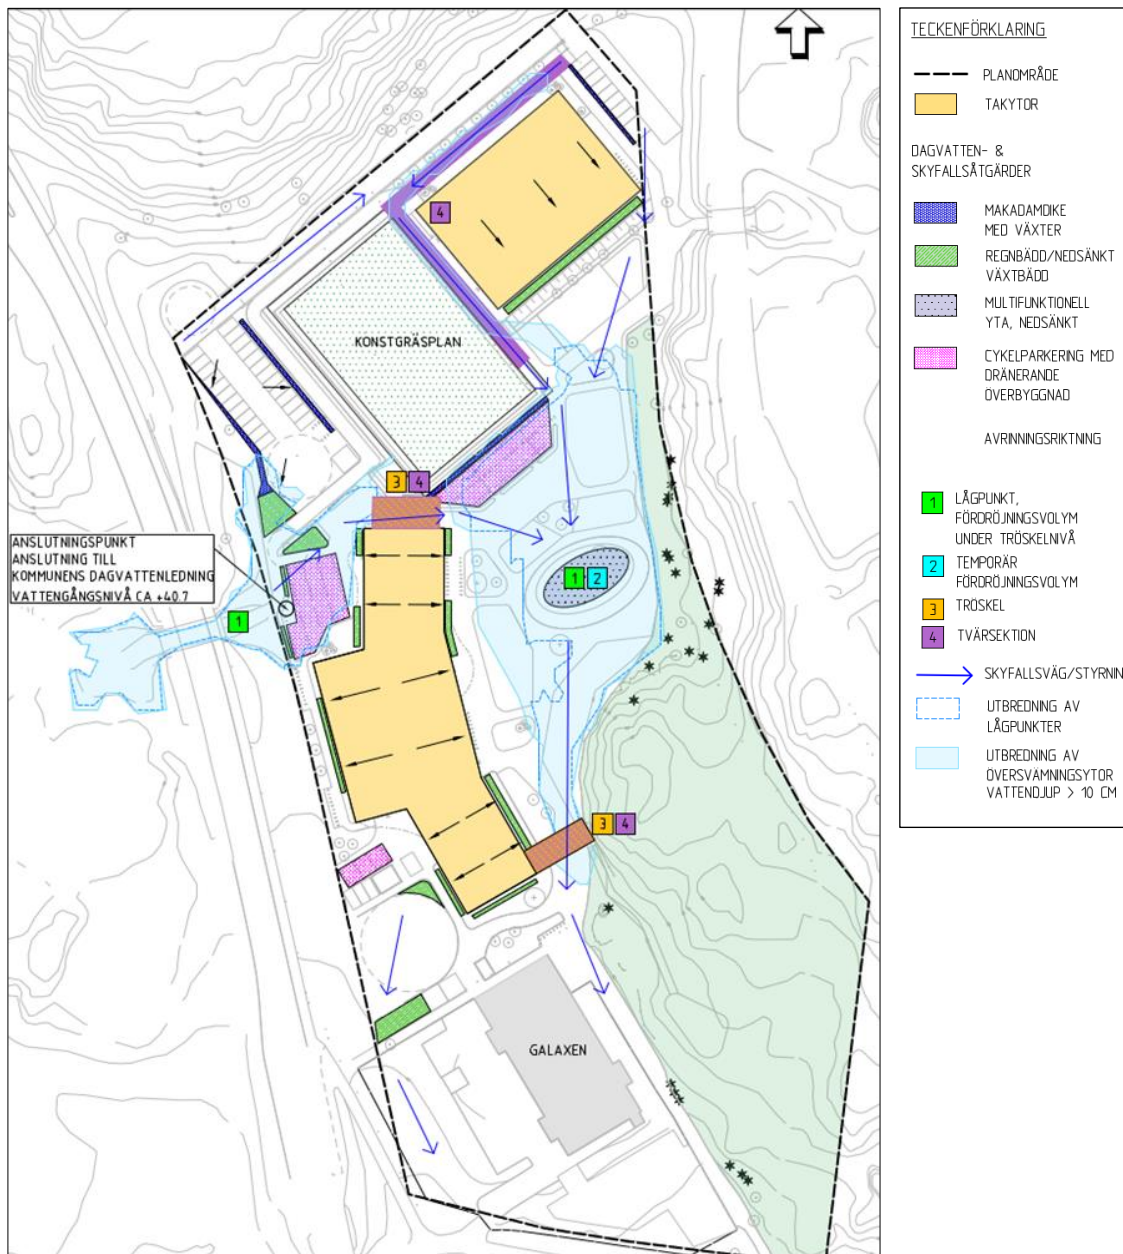 4
KONSTGRÄSPLAN
3 4
ANSLUTNINGSPUNKT
ANSLUTNING TILL
KOMMUNENS DAGVATTENLEDNING
VATTENGÅNGSNIVÅ CA +40.7
1 2
1
3 4
GALAXEN
TECKENFÖRKLARING
PLANOMRÅDE
TAKYTOR
DAGVATTEN- &
SKYFALLSÅTGÄRDER
MAKADAMDIKE
MED VÄXTER
REGNBÄDD/NEDSÄNKT
VÄXTBÄDD
MULTIFUNKTIONELL
YTA, NEDSÄNKT
CYKELPARKERING MED
DRÄNERANDE
ÖVERBYGGNAD
AVRINNINGSRIKTNING
1 LÅGPUNKT,
FÖRDRÖJNINGSVOLYM
UNDER TRÖSKELNIVÅ
2 TEMPORÄR
FÖRDRÖJNINGSVOLYM
3 TRÖSKEL
4 TVÄRSEKTION
SKYFALLSVÄG/STYRNIN
UTBREDNING AV
LÅGPUNKTER
UTBREDNING AV
ÖVERSVÄMNINGSYTOR
VATTENDJUP > 10 CM